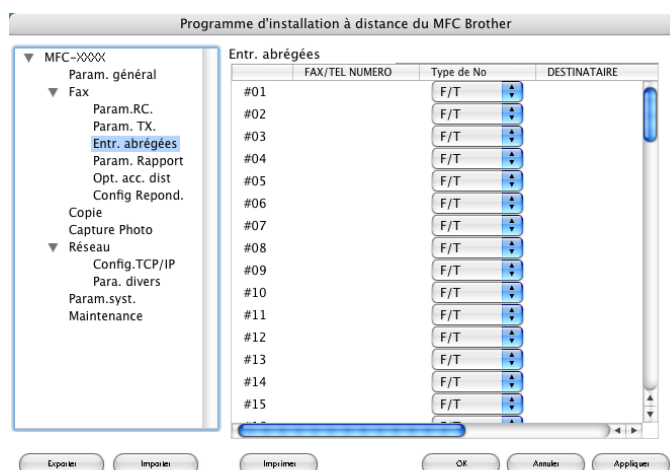 Programme d'installation à distance du MFC Brother
MFC-XXXX
Param. général
Fax
Param.RC.
Param. TX.
Entr. abrégées
Param. Rapport
Opt. acc. dist
Config Repond.
Copie
Capture Photo
Réseau
Config.TCP/IP
Para. divers
Param.syst.
Maintenance
Entr. abrégées
FAX/TEL NUMERO Type de No DESTINATAIRE
#01 F/T
#02 F/T
#03 F/T
#04 F/T
#05 F/T
#06 F/T
#07 F/T
#08 F/T
#09 F/T
#10 F/T
#11 F/T
#12 F/T
#13 F/T
#14 F/T
#15 F/T
Exporter Importer Imprimer OK Annuler Appliquer